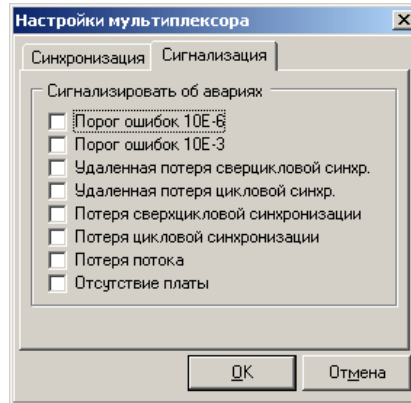 Настройки мультиплексора
Синхронизация Сигнализация
Сигнализировать об авариях
Порог ошибок 10E-6
Порог ошибок 10E-3
Удаленная потеря сверцикловой синхр.
Удаленная потеря цикловой синхр.
Потеря сверхцикловой синхронизации
Потеря цикловой синхронизации
Потеря потока
Отсутствие платы
OK Отмена